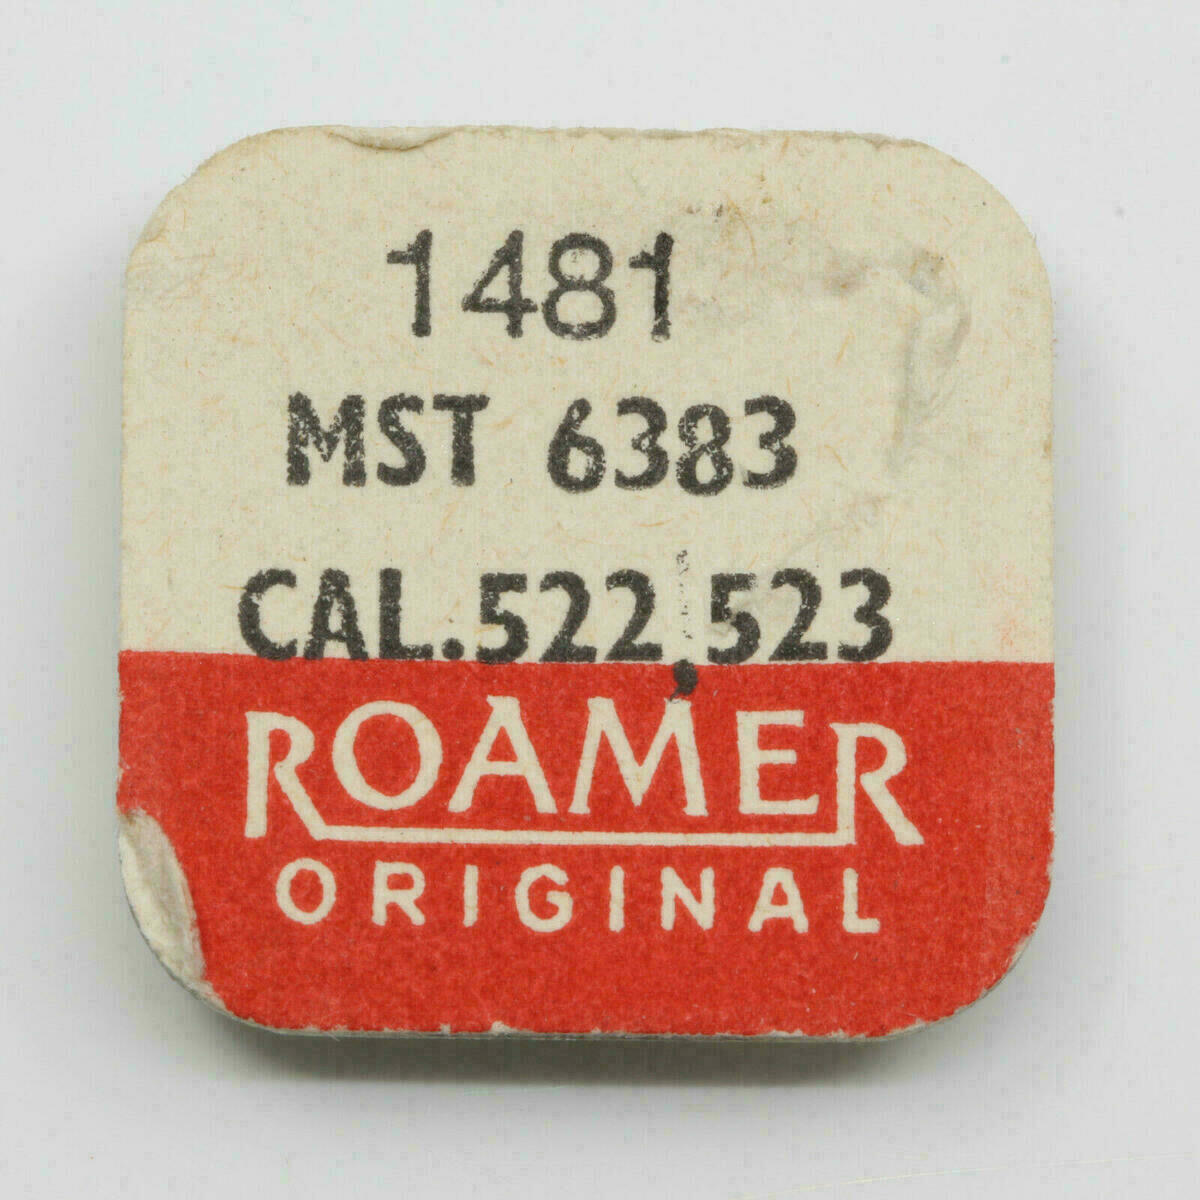 1481
MST 6383
CAL.522,523
ROAMER
ORIGINAL